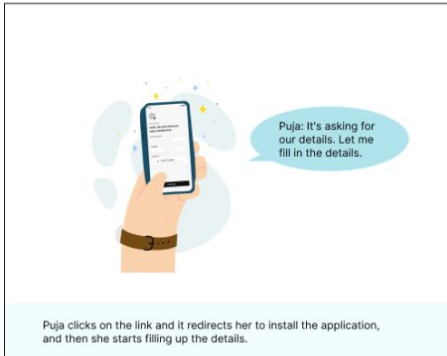 Puja: It's asking for
our details. Let me
fill in the details.
Puja clicks on the link and it redirects her to install the application,
and then she starts filling up the details.